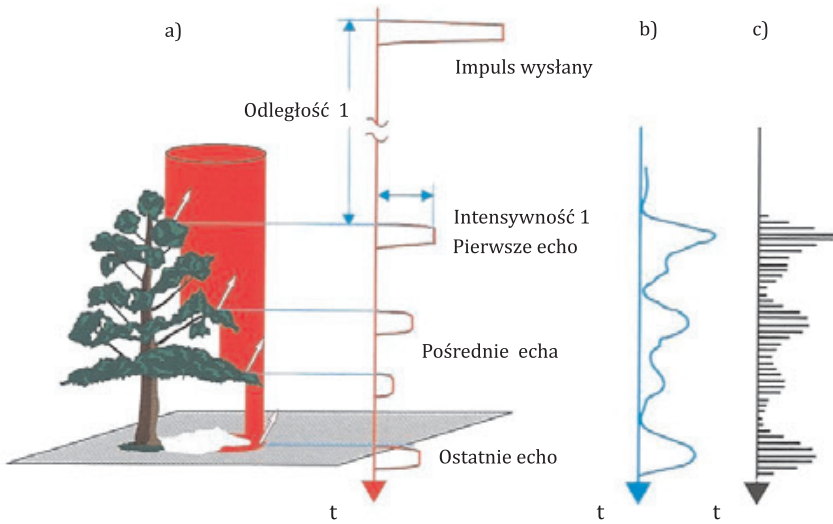 a)
b)
c)
Impuls wysłany
Odległość 1
Intensywność 1
Pierwsze echo
Pośrednie echa
Ostatnie echo
t
t
t